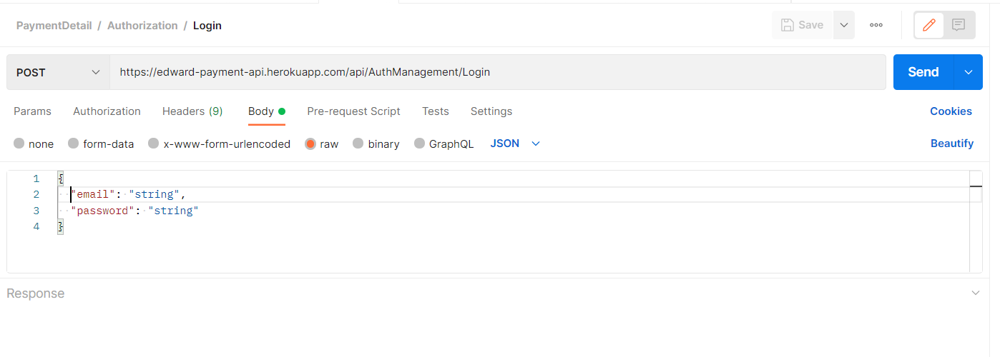 PaymentDetail / Authorization / Login Save
POST https://edward-payment-api.herokuapp.com/api/AuthManagement/Login Send
Params Authorization Headers (9) Body Pre-request Script Tests Settings Cookies
none form-data x-www-form-urlencoded raw binary GraphQL JSON Beautify
1 {
2 "email": "string",
3 "password": "string"
4 }
Response